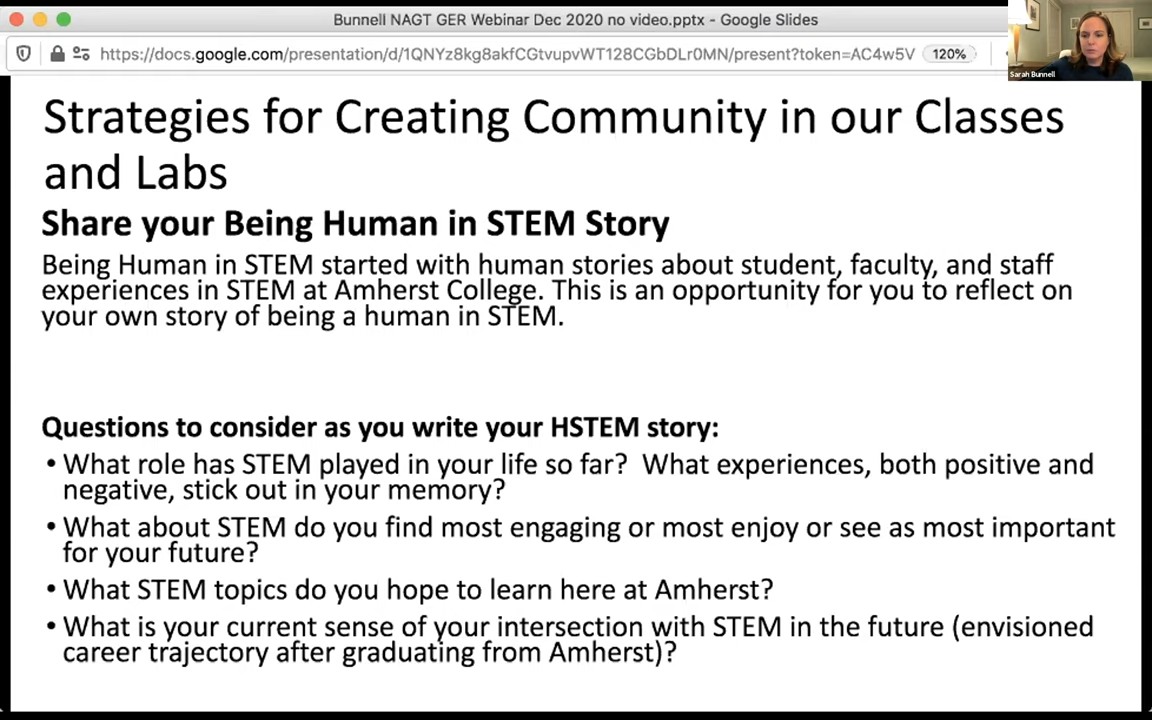 Bunnell NAGT GER Webinar Dec 2020 no video.pptx - Google Slides
https://docs.google.com/presentation/d/1QNYz8kg8akfCGtvupvWT128CGbDLr0MN/present?token=AC4w5V
120%
Sarah Bunnell
Strategies for Creating Community in our Classes
and Labs
Share your Being Human in STEM Story
Being Human in STEM started with human stories about student, faculty, and staff
experiences in STEM at Amherst College. This is an opportunity for you to reflect on
your own story of being a human in STEM.
Questions to consider as you write your HSTEM story:
• What role has STEM played in your life so far?  What experiences, both positive and
negative, stick out in your memory?
• What about STEM do you find most engaging or most enjoy or see as most important
for your future?
• What STEM topics do you hope to learn here at Amherst?
• What is your current sense of your intersection with STEM in the future (envisioned
career trajectory after graduating from Amherst)?